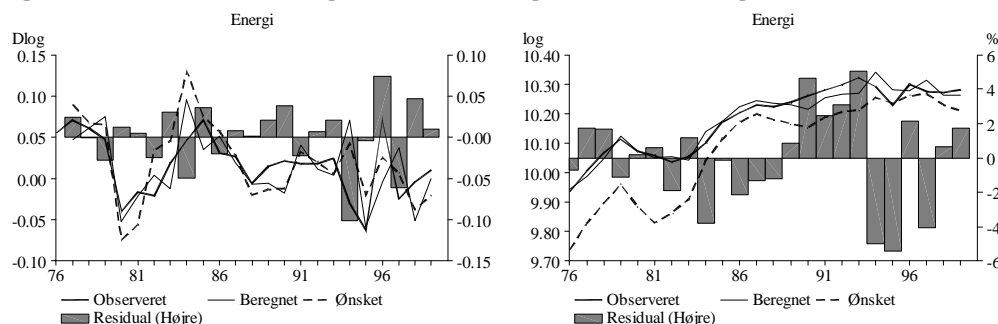 Energi
Dlog
0.15
0.10
0.05
0.00
-0.05
-0.10
0.10
0.05
-0.00
-0.05
-0.10
-0.15
76 81 86 91 96
Observeret Beregnet Ønsket
Residual (Højre)
Energi
log %
10.40
10.30
10.20
10.10
10.00
9.90
9.80
9.70
6
4
2
0
-2
-4
-6
76 81 86 91 96
Observeret Beregnet Ønsket
Residual (Højre)